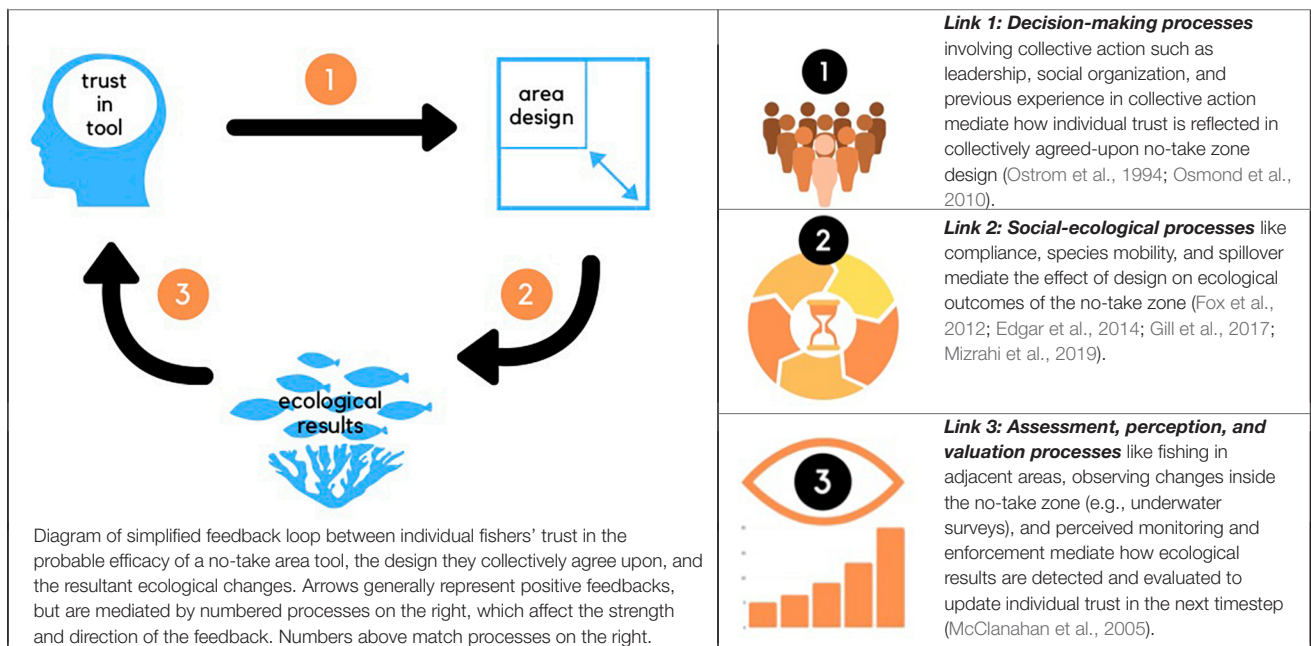 trust
in
tool
1
area
design
3
2
ecological
results
Diagram of simplified feedback loop between individual fishers' trust in the
probable efficacy of a no-take area tool, the design they collectively agree upon, and
the resultant ecological changes. Arrows generally represent positive feedbacks,
but are mediated by numbered processes on the right, which affect the strength
and direction of the feedback. Numbers above match processes on the right.
1
Link 1: Decision-making processes
involving collective action such as
leadership, social organization, and
previous experience in collective action
mediate how individual trust is reflected in
collectively agreed-upon no-take zone
design (Ostrom et al., 1994; Osmond et al.,
2010).
2
Link 2: Social-ecological processes like
compliance, species mobility, and spillover
mediate the effect of design on ecological
outcomes of the no-take zone (Fox et al.,
2012; Edgar et al., 2014; Gill et al., 2017;
Mizrahi et al., 2019).
3
Link 3: Assessment, perception, and
valuation processes like fishing in
adjacent areas, observing changes inside
the no-take zone (e.g., underwater
surveys), and perceived monitoring and
enforcement mediate how ecological
results are detected and evaluated to
update individual trust in the next timestep
(McClanahan et al., 2005).